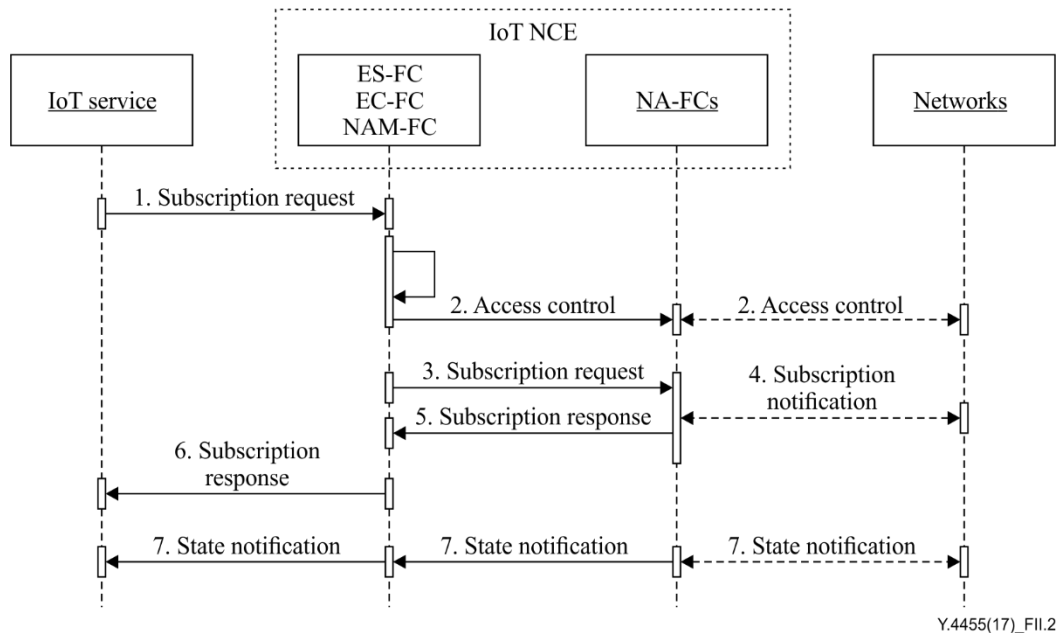 IoT NCE
IoT service
ES-FC
EC-FC
NAM-FC
NA-FCs
Networks
1. Subscription request
2. Access control
2. Access control
3. Subscription request
4. Subscription
notification
5. Subscription response
6. Subscription
response
7. State notification
7. State notification
7. State notification
Y.4455(17)_FII.2